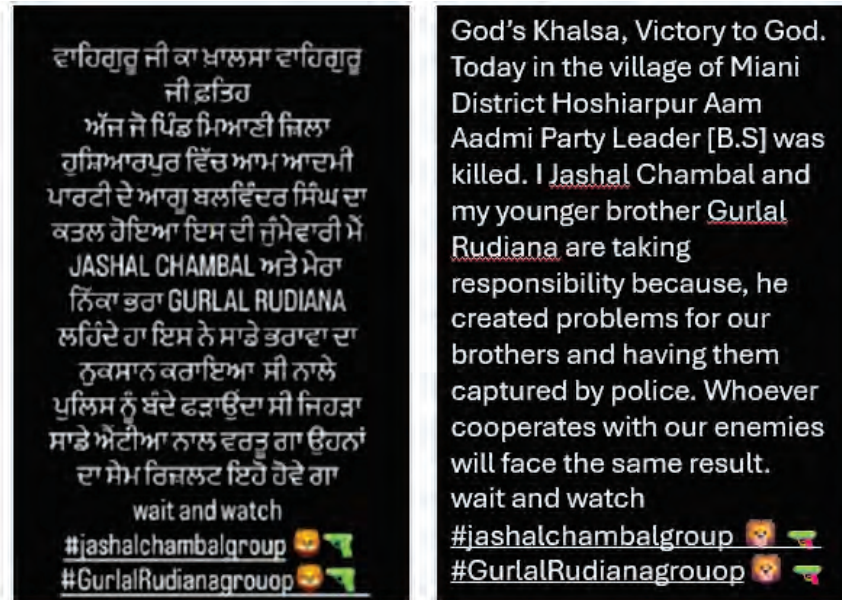 ਵਾਹਿਗੁਰੂ ਜੀ ਕਾ ਖ਼ਾਲਸਾ ਵਾਹਿਗੁਰੂ
ਜੀ ਫ਼ਤਿਹ
ਅੱਜ ਜੋ ਪਿੰਡ ਮਿਆਣੀ ਜ਼ਿਲਾ
ਹੁਸ਼ਿਆਰਪੁਰ ਵਿੱਚ ਆਮ ਆਦਮੀ
ਪਾਰਟੀ ਦੇ ਆਗੂ ਬਲਵਿੰਦਰ ਸਿੰਘ ਦਾ
ਕਤਲ ਹੋਇਆ ਇਸ ਦੀ ਜੁੰਮੇਵਾਰੀ ਮੈਂ
JASHAL CHAMBAL ਅਤੇ ਮੇਰਾ
ਨਿੱਕਾ ਭਰਾ GURLAL RUDIANA
ਲਹਿੰਦੇ ਹਾ ਇਸ ਨੇ ਸਾਡੇ ਭਰਾਵਾ ਦਾ
ਨੁਕਸਾਨ ਕਰਾਇਆ ਸੀ ਨਾਲੇ
ਪੁਲਿਸ ਨੂੰ ਬੰਦੇ ਫੜਾਉਂਦਾ ਸੀ ਜਿਹੜਾ
ਸਾਡੇ ਐਂਟੀਆ ਨਾਲ ਵਰਤੂ ਗਾ ਉਹਨਾਂ
ਦਾ ਸੇਮ ਰਿਜ਼ਲਟ ਇਹੋ ਹੋਵੇ ਗਾ
wait and watch
#jashalchambalgroup 🦁🔫
#GurlalRudianagrouop 🦁🔫
God’s Khalsa, Victory to God.
Today in the village of Miani
District Hoshiarpur Aam
Aadmi Party Leader [B.S] was
killed. I Jashal Chambal and
my younger brother Gurlal
Rudiana are taking
responsibility because, he
created problems for our
brothers and having them
captured by police. Whoever
cooperates with our enemies
will face the same result.
wait and watch
#jashalchambalgroup 🦁🔫
#GurlalRudianagrouop 🦁🔫